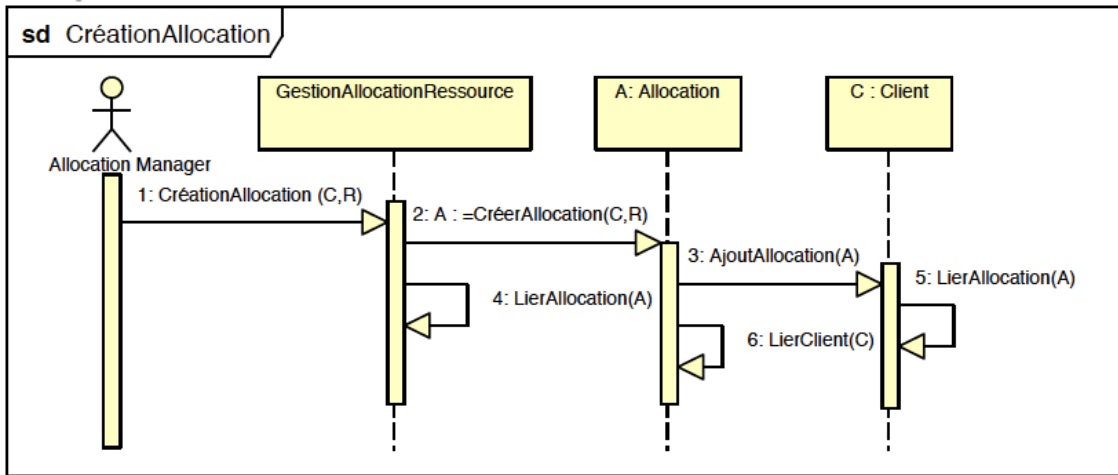 sd CréationAllocation
GestionAllocationRessource
A: Allocation
C : Client
Allocation Manager
1: CréationAllocation (C,R)
2: A : =CréerAllocation(C,R)
3: AjoutAllocation(A)
4: LierAllocation(A)
5: LierAllocation(A)
6: LierClient(C)